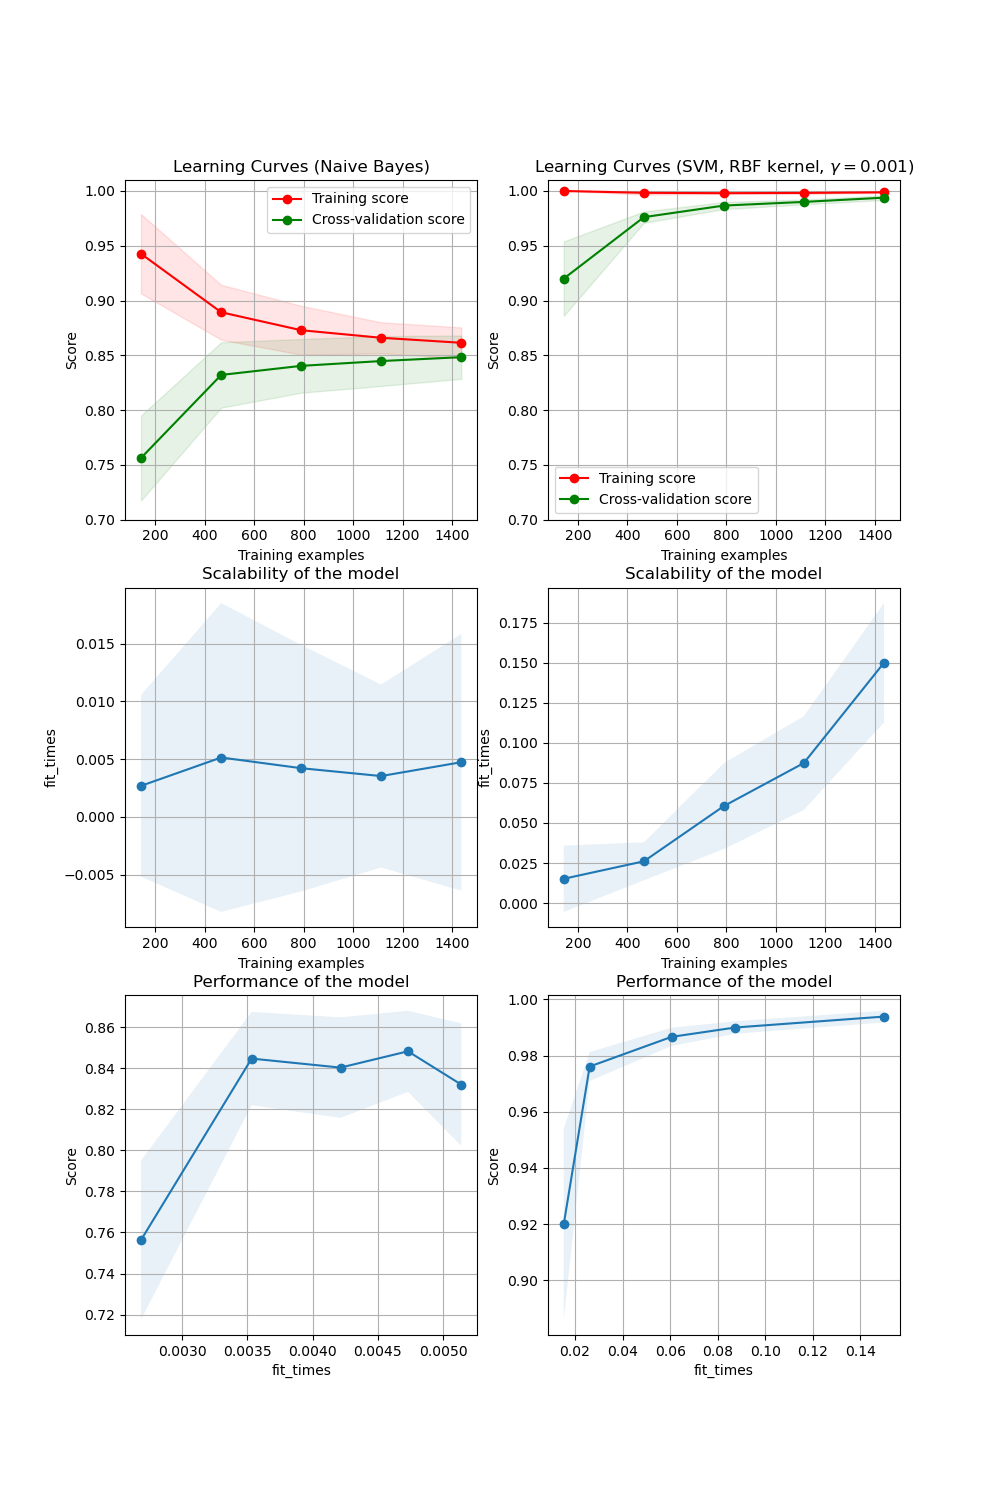 Learning Curves (Naive Bayes)
1.00
0.95
0.90
0.85
0.80
0.75
0.70
Score
Training score
Cross-validation score
200 400 600 800 1000 1200 1400
Training examples
Learning Curves (SVM, RBF kernel, γ = 0.001)
1.00
0.95
0.90
0.85
0.80
0.75
0.70
Score
Training score
Cross-validation score
200 400 600 800 1000 1200 1400
Training examples
Scalability of the model
0.015
0.010
0.005
0.000
−0.005
fit_times
200 400 600 800 1000 1200 1400
Training examples
Scalability of the model
0.175
0.150
0.125
0.100
0.075
0.050
0.025
0.000
fit_times
200 400 600 800 1000 1200 1400
Training examples
Performance of the model
0.86
0.84
0.82
0.80
0.78
0.76
0.74
0.72
Score
0.0030 0.0035 0.0040 0.0045 0.0050
fit_times
Performance of the model
1.00
0.98
0.96
0.94
0.92
0.90
Score
0.02 0.04 0.06 0.08 0.10 0.12 0.14
fit_times